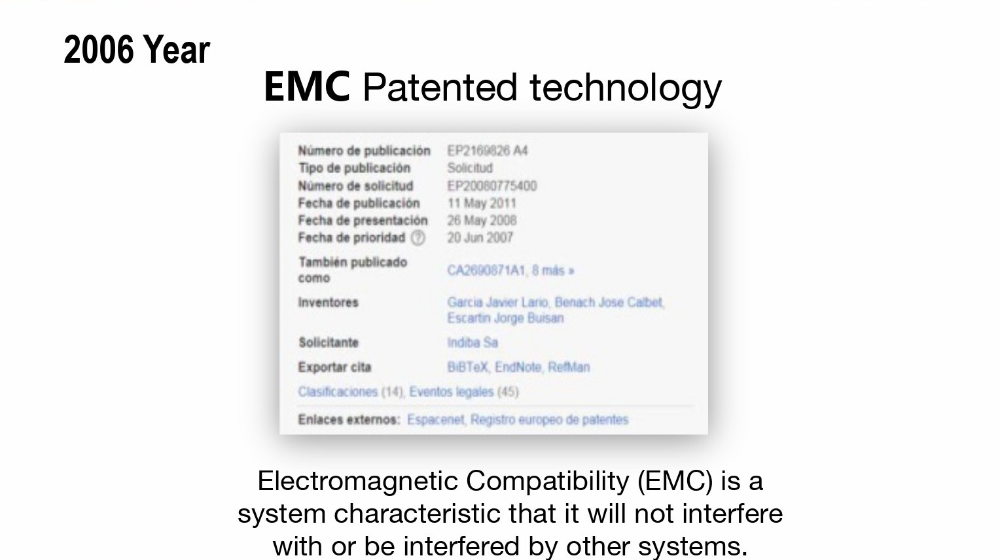 2006 Year
EMC Patented technology
Número de publicación EP2169826 A4
Tipo de publicación Solicitud
Número de solicitud EP20080775400
Fecha de publicación 11 May 2011
Fecha de presentación 26 May 2008
Fecha de prioridad ? 20 Jun 2007
También publicado
como
CA2690871A1, 8 más »
Inventores Garcia Javier Lario, Benach Jose Calbet,
Escartin Jorge Buisan
Solicitante Indiba Sa
Exportar cita BiBTeX, EndNote, RefMan
Clasificaciones (14), Eventos legales (45)
Enlaces externos: Espacenet, Registro europeo de patentes
Electromagnetic Compatibility (EMC) is a
system characteristic that it will not interfere
with or be interfered by other systems.